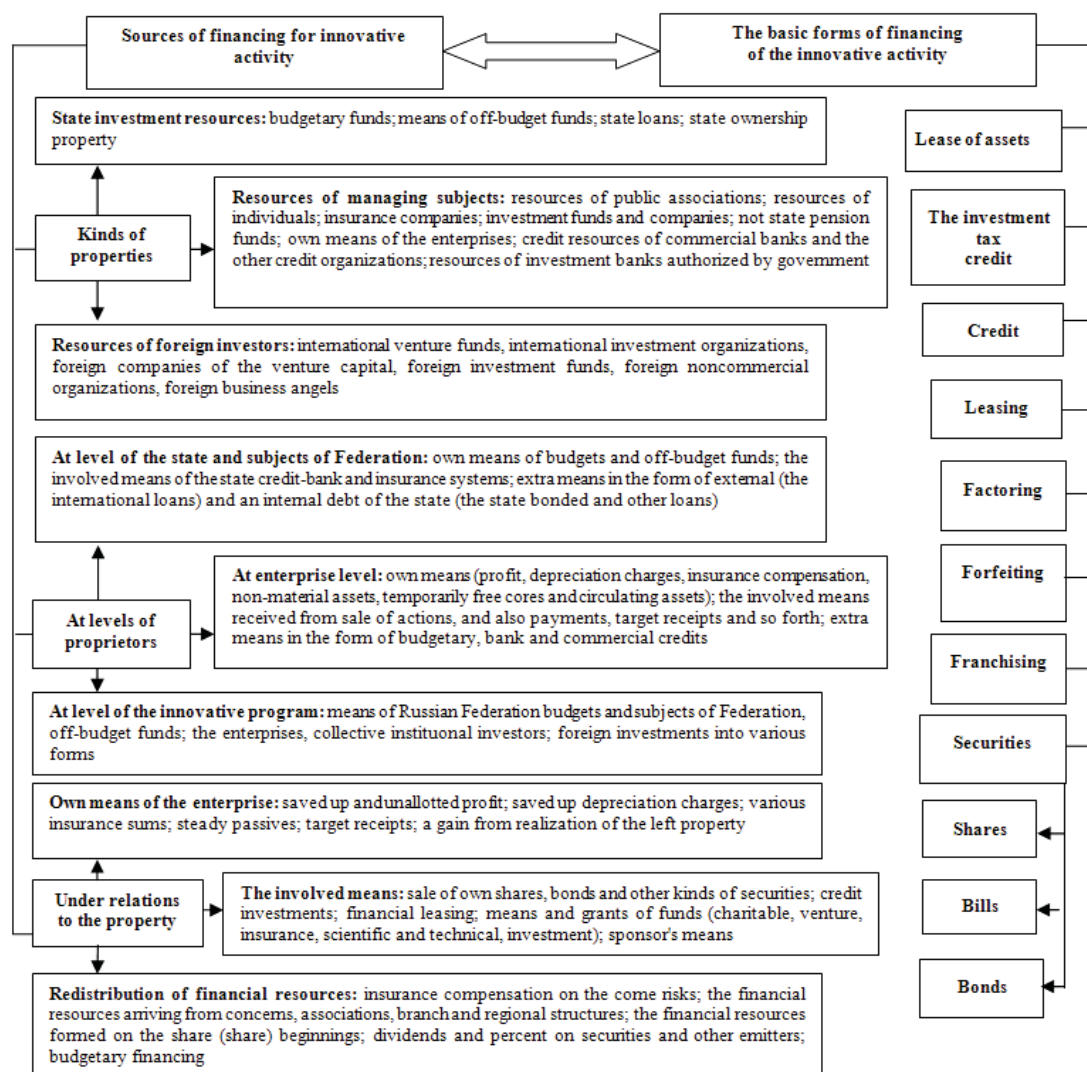 Sources of financing for innovative
activity
The basic forms of financing
of the innovative activity
State investment resources: budgetary funds; means of off-budget funds; state loans; state ownership
property
Kinds of
properties
Resources of managing subjects: resources of public associations; resources of
individuals; insurance companies; investment funds and companies; not state pension
funds; own means of the enterprises; credit resources of commercial banks and the
other credit organizations; resources of investment banks authorized by government
Resources of foreign investors: international venture funds, international investment organizations,
foreign companies of the venture capital, foreign investment funds, foreign noncommercial
organizations, foreign business angels
At level of the state and subjects of Federation: own means of budgets and off-budget funds; the
involved means of the state credit-bank and insurance systems; extra means in the form of external (the
international loans) and an internal debt of the state (the state bonded and other loans)
At levels of
proprietors
At enterprise level: own means (profit, depreciation charges, insurance compensation,
non-material assets, temporarily free cores and circulating assets); the involved means
received from sale of actions, and also payments, target receipts and so forth; extra
means in the form of budgetary, bank and commercial credits
At level of the innovative program: means of Russian Federation budgets and subjects of Federation,
off-budget funds; the enterprises, collective instituonal investors; foreign investments into various
forms
Own means of the enterprise: saved up and unallotted profit; saved up depreciation charges; various
insurance sums; steady passives; target receipts; a gain from realization of the left property
Under relations
to the property
The involved means: sale of own shares, bonds and other kinds of securities; credit
investments; financial leasing; means and grants of funds (charitable, venture,
insurance, scientific and technical, investment); sponsor's means
Redistribution of financial resources: insurance compensation on the come risks; the financial
resources arriving from concerns, associations, branch and regional structures; the financial resources
formed on the share (share) beginnings; dividends and percent on securities and other emitters;
budgetary financing
Lease of assets
The investment
tax
credit
Credit
Leasing
Factoring
Forfeiting
Franchising
Securities
Shares
Bills
Bonds